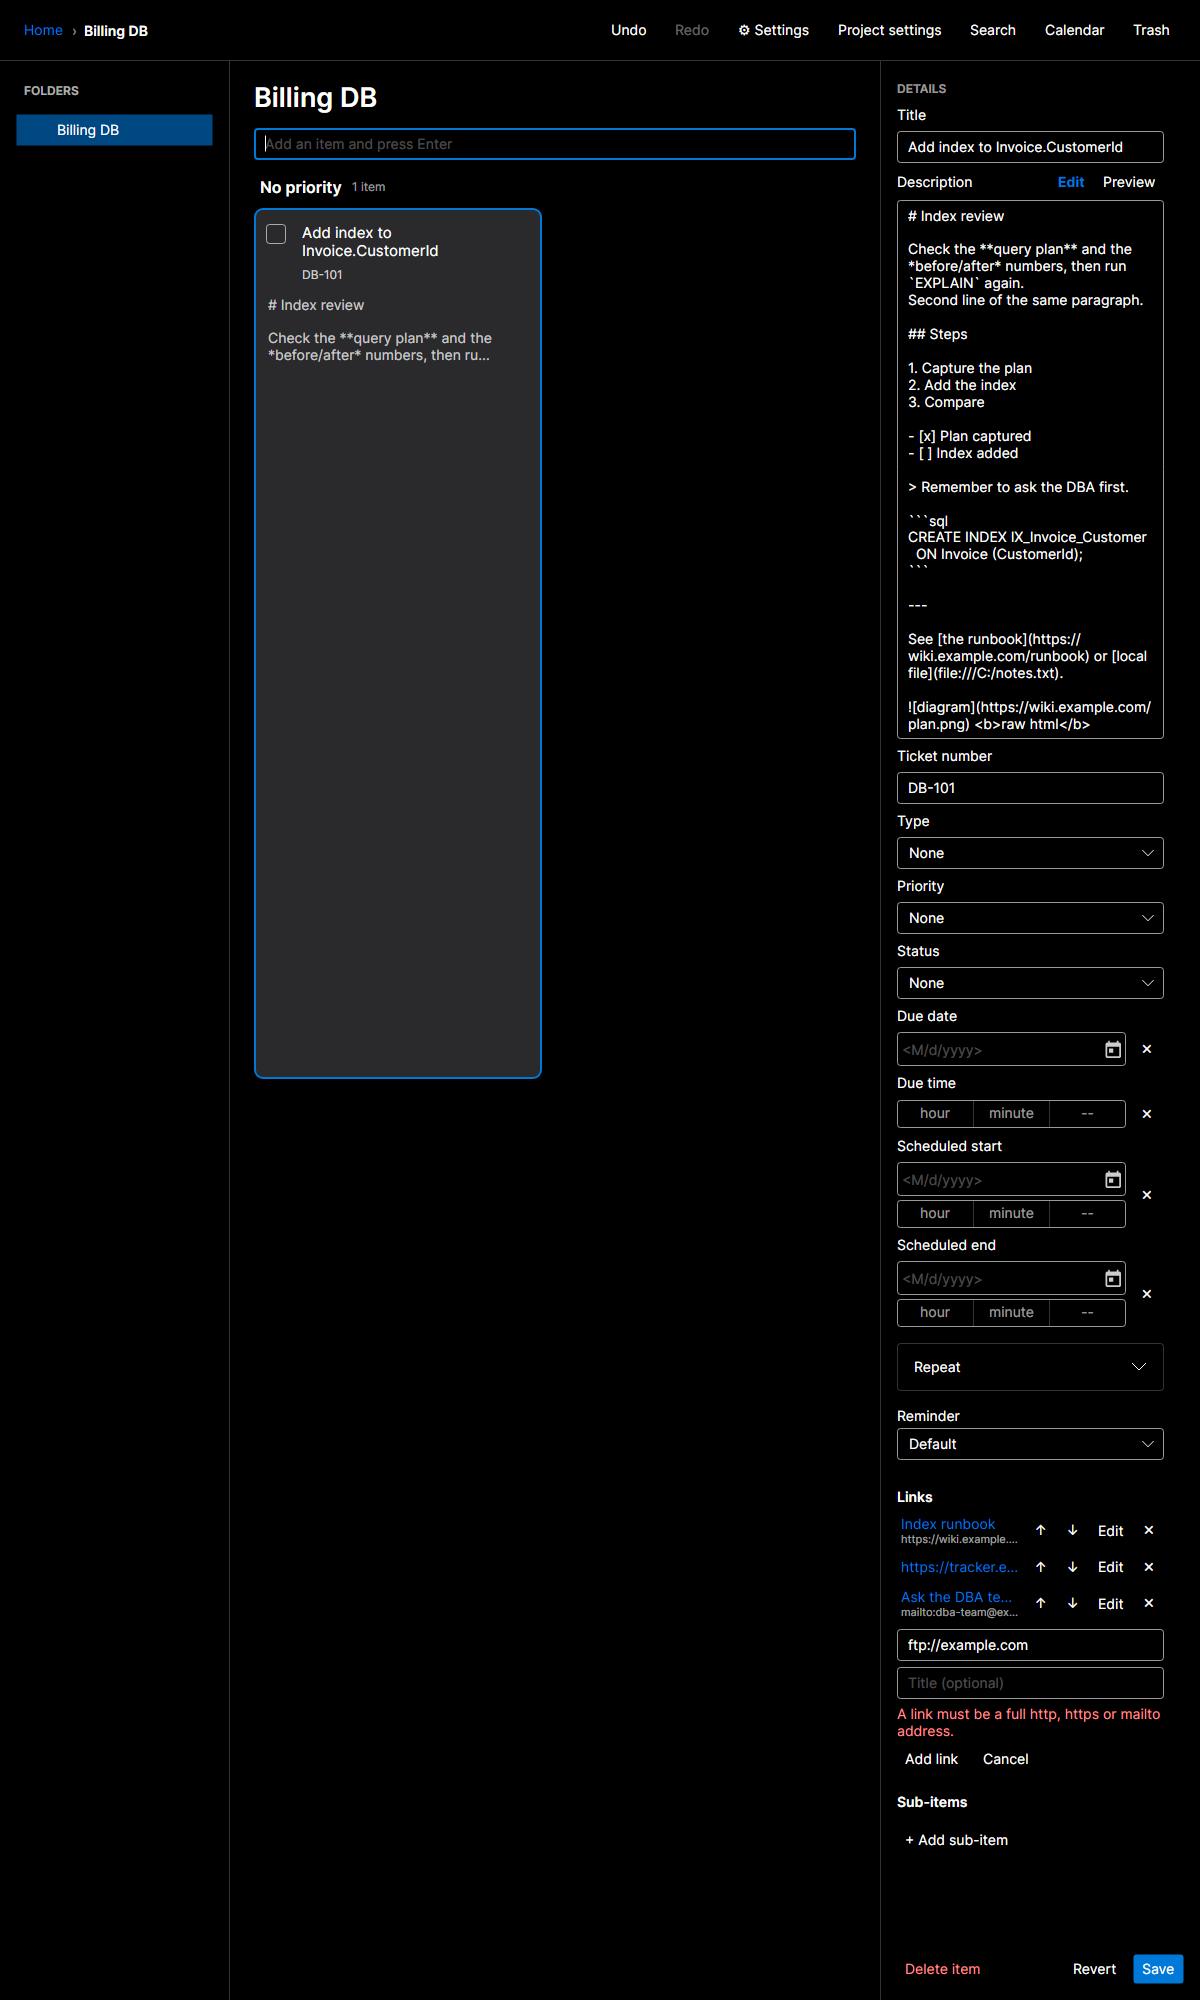 Home › Billing DB
Undo Redo ⚙ Settings Project settings Search Calendar Trash
FOLDERS
Billing DB
Billing DB
Add an item and press Enter
No priority 1 item
Add index to
Invoice.CustomerId
DB-101
# Index review
Check the **query plan** and the
*before/after* numbers, then ru...
DETAILS
Title
Add index to Invoice.CustomerId
Description Edit Preview
# Index review
Check the **query plan** and the
*before/after* numbers, then run
`EXPLAIN` again.
Second line of the same paragraph.
## Steps
1. Capture the plan
2. Add the index
3. Compare
- [x] Plan captured
- [ ] Index added
> Remember to ask the DBA first.
```sql
CREATE INDEX IX_Invoice_Customer
ON Invoice (CustomerId);
```
---
See [the runbook](https://
wiki.example.com/runbook) or [local
file](file:///C:/notes.txt).
![diagram](https://wiki.example.com/
plan.png) <b>raw html</b>
Ticket number
DB-101
Type
None
Priority
None
Status
None
Due date
<M/d/yyyy> ✕
Due time
hour minute -- ✕
Scheduled start
<M/d/yyyy> ✕
hour minute --
Scheduled end
<M/d/yyyy> ✕
hour minute --
Repeat
Reminder
Default
Links
Index runbook ↑ ↓ Edit ✕
https://wiki.example....
https://tracker.e... ↑ ↓ Edit ✕
Ask the DBA te... ↑ ↓ Edit ✕
mailto:dba-team@ex...
ftp://example.com
Title (optional)
A link must be a full http, https or mailto
address.
Add link Cancel
Sub-items
+ Add sub-item
Delete item Revert Save